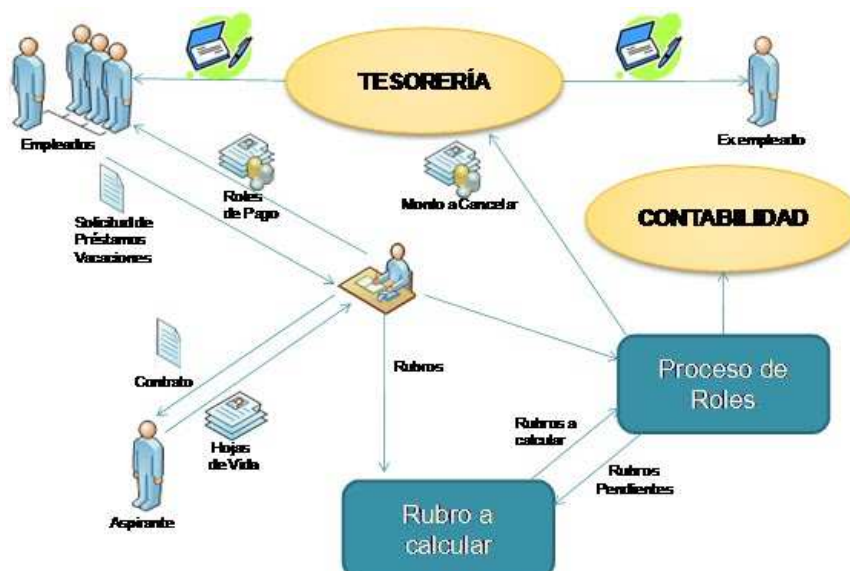 TESORERÍA
Empleados
Ex empleado
Roles
de Pago
Monto a Cancelar
CONTABILIDAD
Solicitud de
Préstamos
Vacaciones
Contrato
Rubros
Proceso de
Roles
Hojas
de Vida
Rubros a
calcular
Rubros
Pendientes
Aspirante
Rubro a
calcular